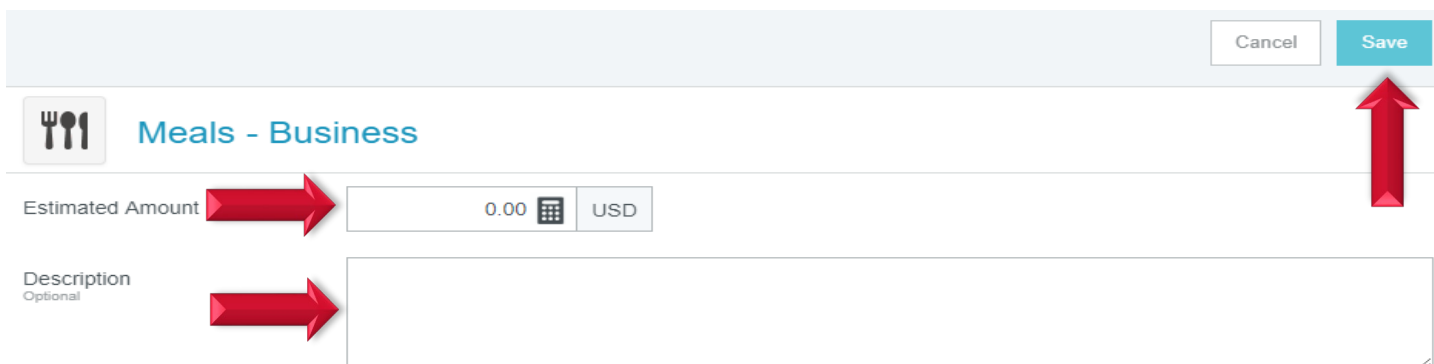 Cancel Save
Meals - Business
Estimated Amount 0.00 USD
Description
Optional